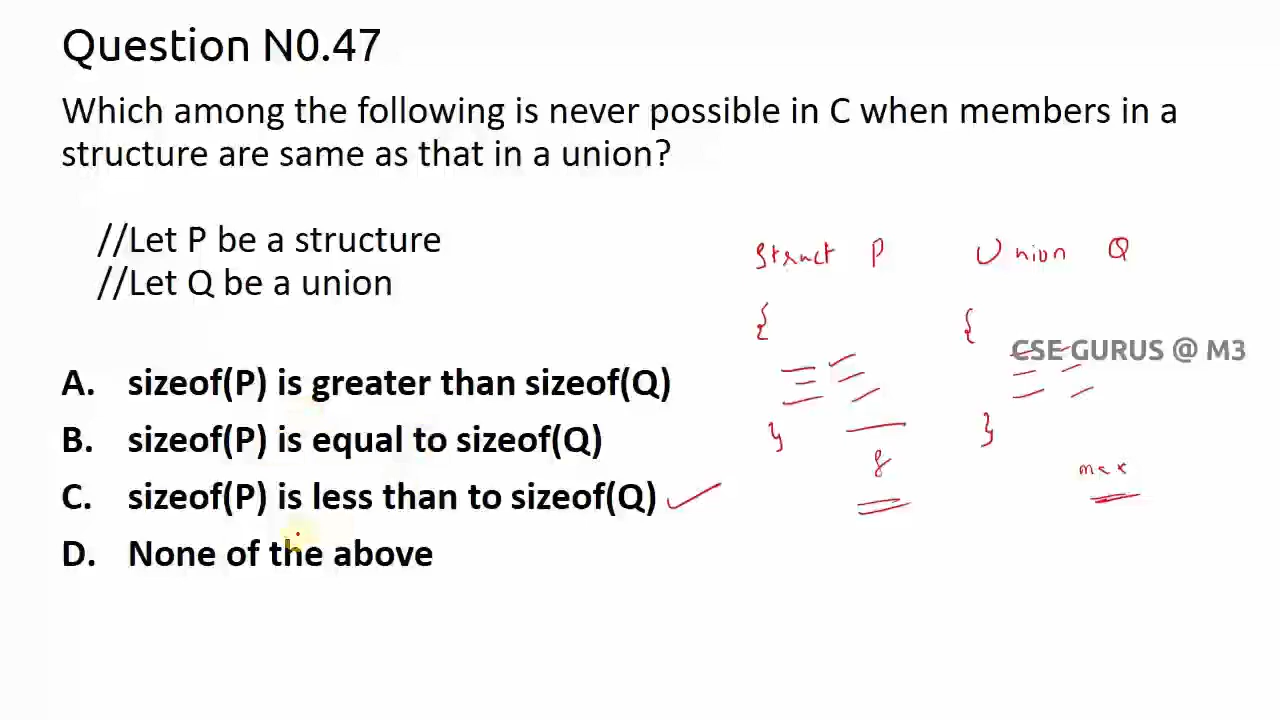 Question N0.47
Which among the following is never possible in C when members in a
structure are same as that in a union?
//Let P be a structure
//Let Q be a union
A. sizeof(P) is greater than sizeof(Q)
B. sizeof(P) is equal to sizeof(Q)
C. sizeof(P) is less than to sizeof(Q)
D. None of the above
Struct P
{
}
8
Union Q
{
CSE GURUS @ M3
}
max